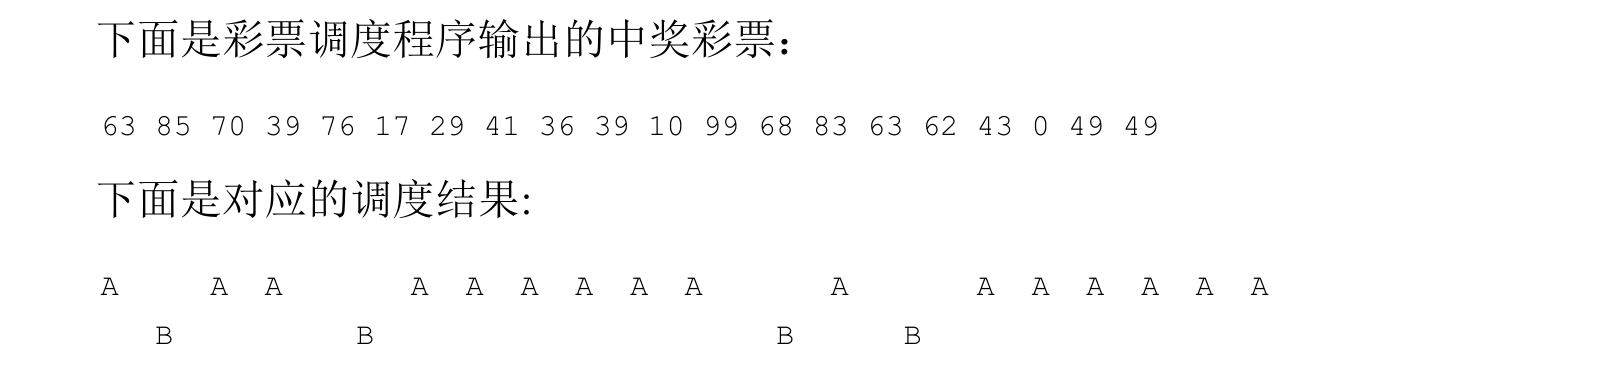 下面是彩票调度程序输出的中奖彩票：
63 85 70 39 76 17 29 41 36 39 10 99 68 83 63 62 43 0 49 49
下面是对应的调度结果:
A A A A A A A A A A A A A A A A
B B B B